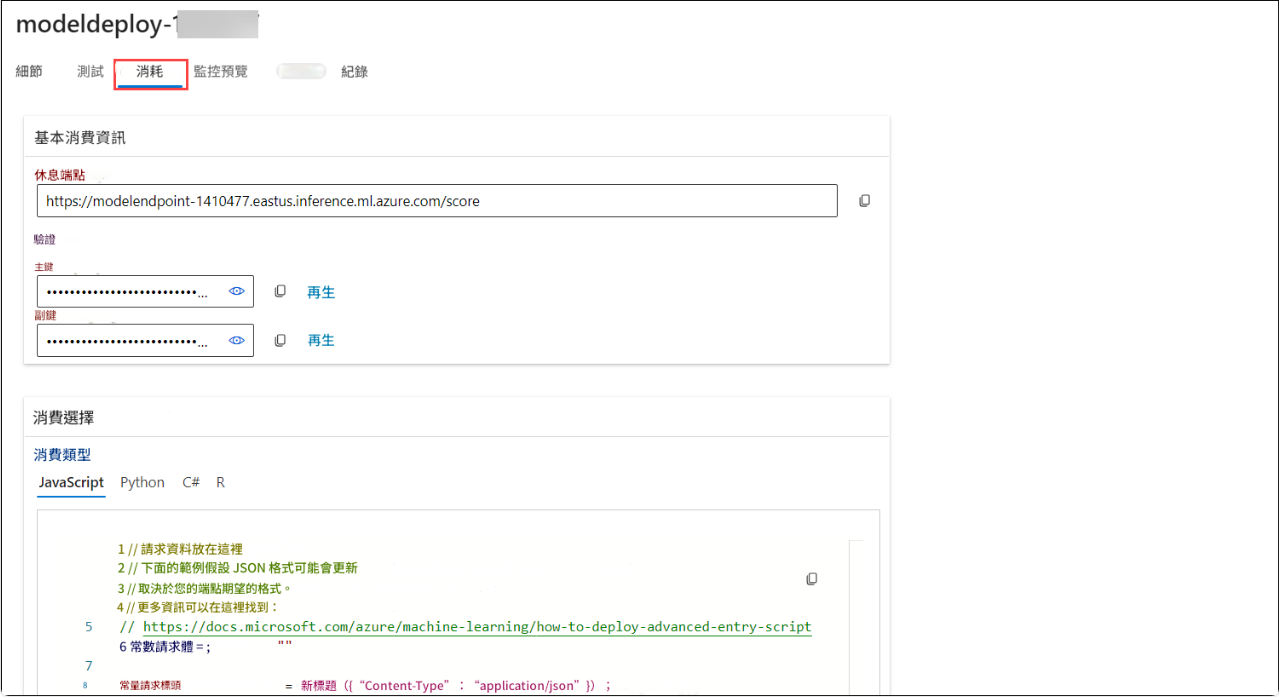 modeldeploy-1
細節 測試 消耗 監控預覽 紀錄
基本消費資訊
休息端點
https://modelendpoint-1410477.eastus.inference.ml.azure.com/score
驗證
主鍵
••••••••••••••••••••••••••... 再生
副鍵
••••••••••••••••••••••••••... 再生
消費選擇
消費類型
JavaScript Python C# R
1 // 請求資料放在這裡
2 // 下面的範例假設 JSON 格式可能會更新
3 // 取決於您的端點期望的格式。
4 // 更多資訊可以在這裡找到：
5 // https://docs.microsoft.com/azure/machine-learning/how-to-deploy-advanced-entry-script
6 常數請求體 = ; ""
7
8 常量請求標頭 = 新標題（{“Content-Type”：“application/json”}）；